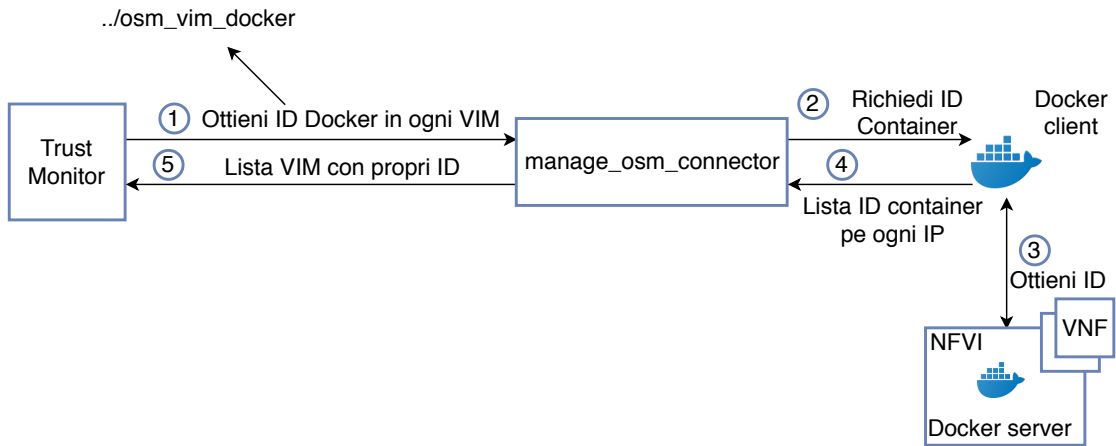 ../osm_vim_docker
Trust
Monitor
1
Ottieni ID Docker in ogni VIM
5
Lista VIM con propri ID
manage_osm_connector
2
Richiedi ID
Container
4
Lista ID container
pe ogni IP
Docker
client
3
Ottieni ID
NFVI
VNF
Docker server